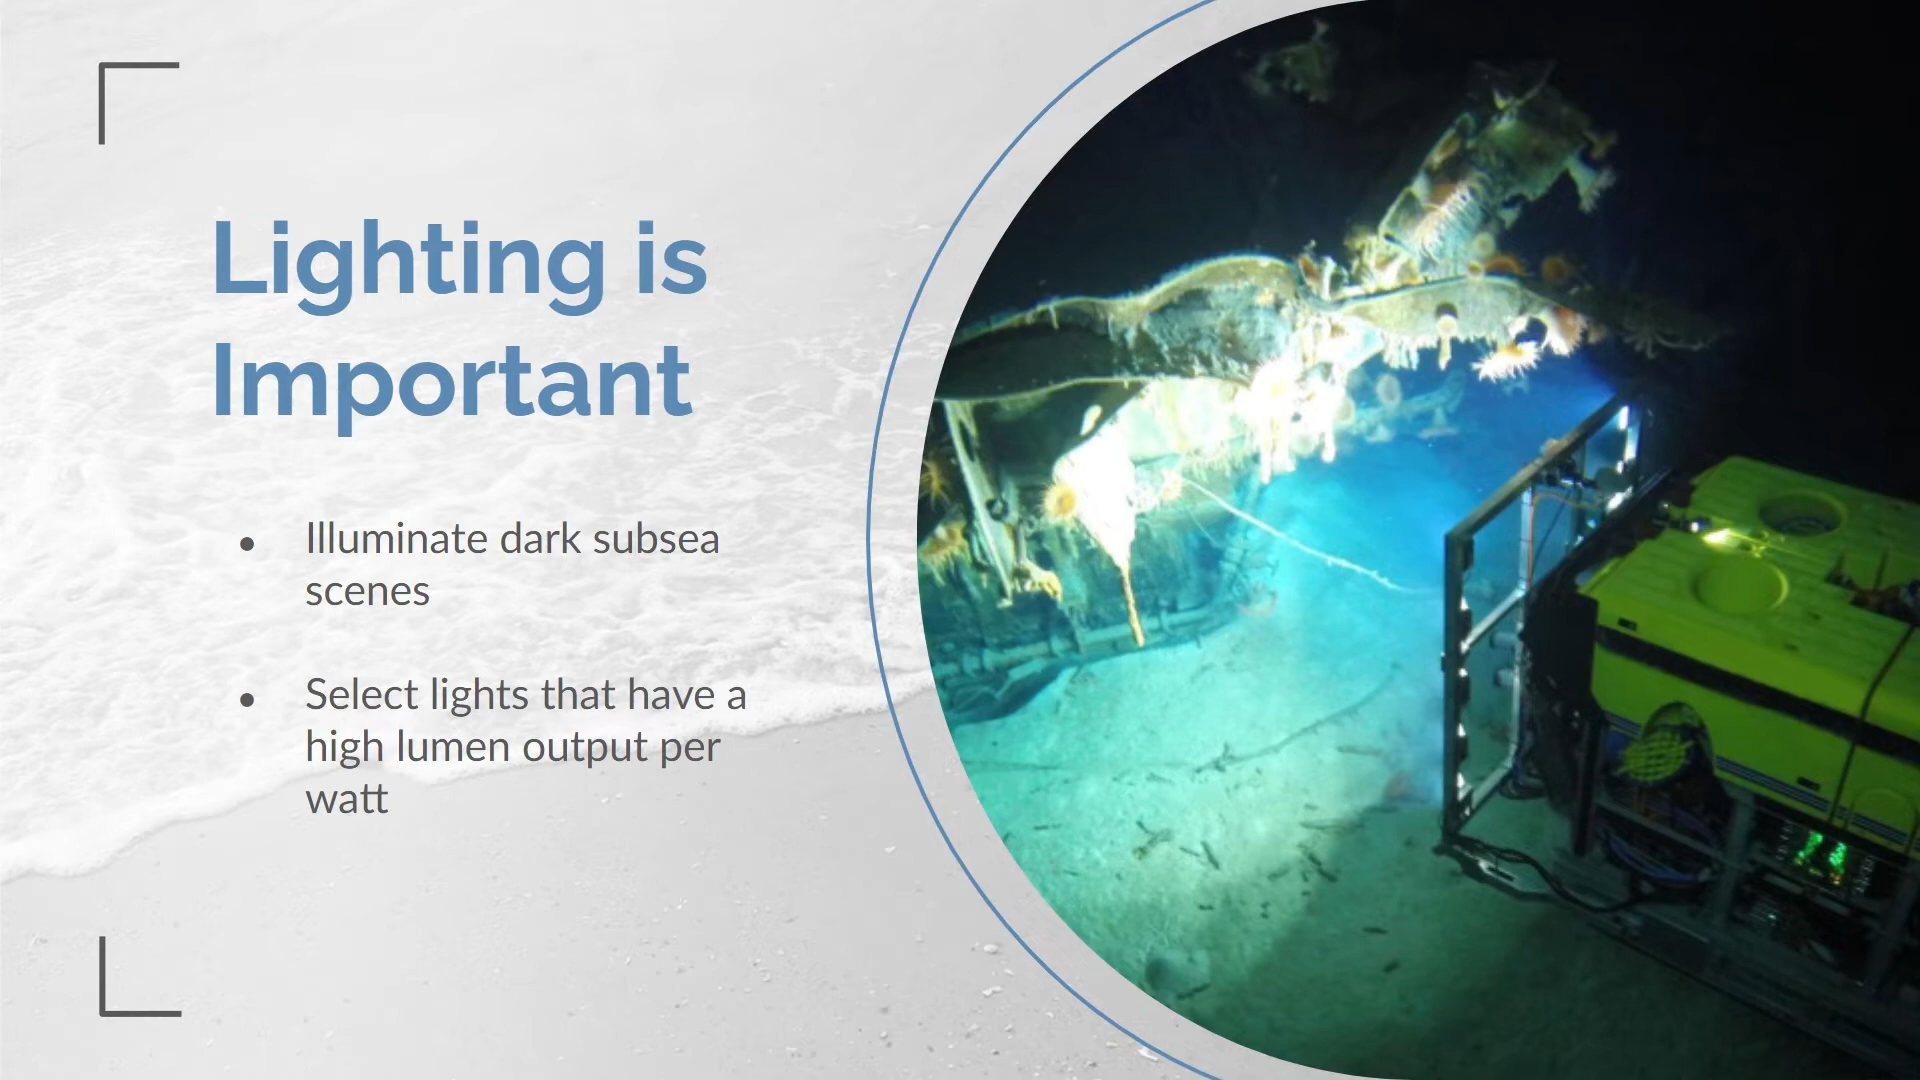 Lighting is
Important
• Illuminate dark subsea
scenes
• Select lights that have a
high lumen output per
watt